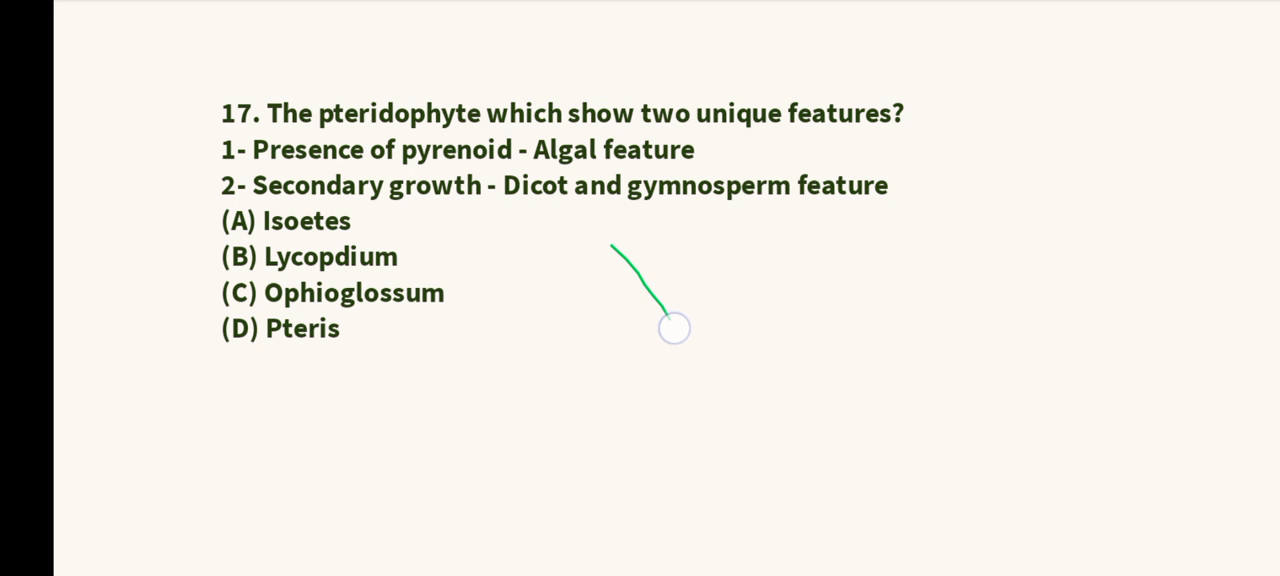 17. The pteridophyte which show two unique features?
1- Presence of pyrenoid - Algal feature
2- Secondary growth - Dicot and gymnosperm feature
(A) Isoetes
(B) Lycopdium
(C) Ophioglossum
(D) Pteris